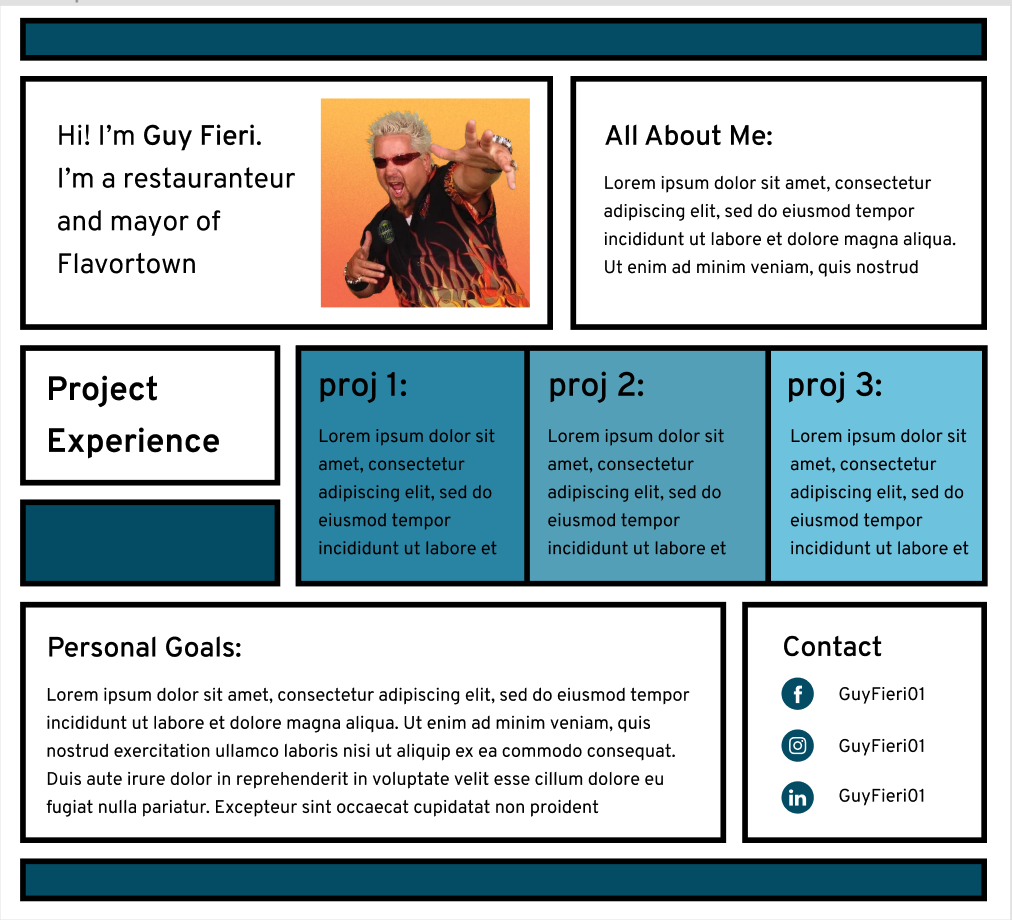 Hi! I’m Guy Fieri.
I’m a restauranteur
and mayor of
Flavortown
All About Me:
Lorem ipsum dolor sit amet, consectetur
adipiscing elit, sed do eiusmod tempor
incididunt ut labore et dolore magna aliqua.
Ut enim ad minim veniam, quis nostrud
Project
Experience
proj 1:
Lorem ipsum dolor sit
amet, consectetur
adipiscing elit, sed do
eiusmod tempor
incididunt ut labore et
proj 2:
Lorem ipsum dolor sit
amet, consectetur
adipiscing elit, sed do
eiusmod tempor
incididunt ut labore et
proj 3:
Lorem ipsum dolor sit
amet, consectetur
adipiscing elit, sed do
eiusmod tempor
incididunt ut labore et
Personal Goals:
Lorem ipsum dolor sit amet, consectetur adipiscing elit, sed do eiusmod tempor
incididunt ut labore et dolore magna aliqua. Ut enim ad minim veniam, quis
nostrud exercitation ullamco laboris nisi ut aliquip ex ea commodo consequat.
Duis aute irure dolor in reprehenderit in voluptate velit esse cillum dolore eu
fugiat nulla pariatur. Excepteur sint occaecat cupidatat non proident
Contact
f GuyFieri01
GuyFieri01
in GuyFieri01